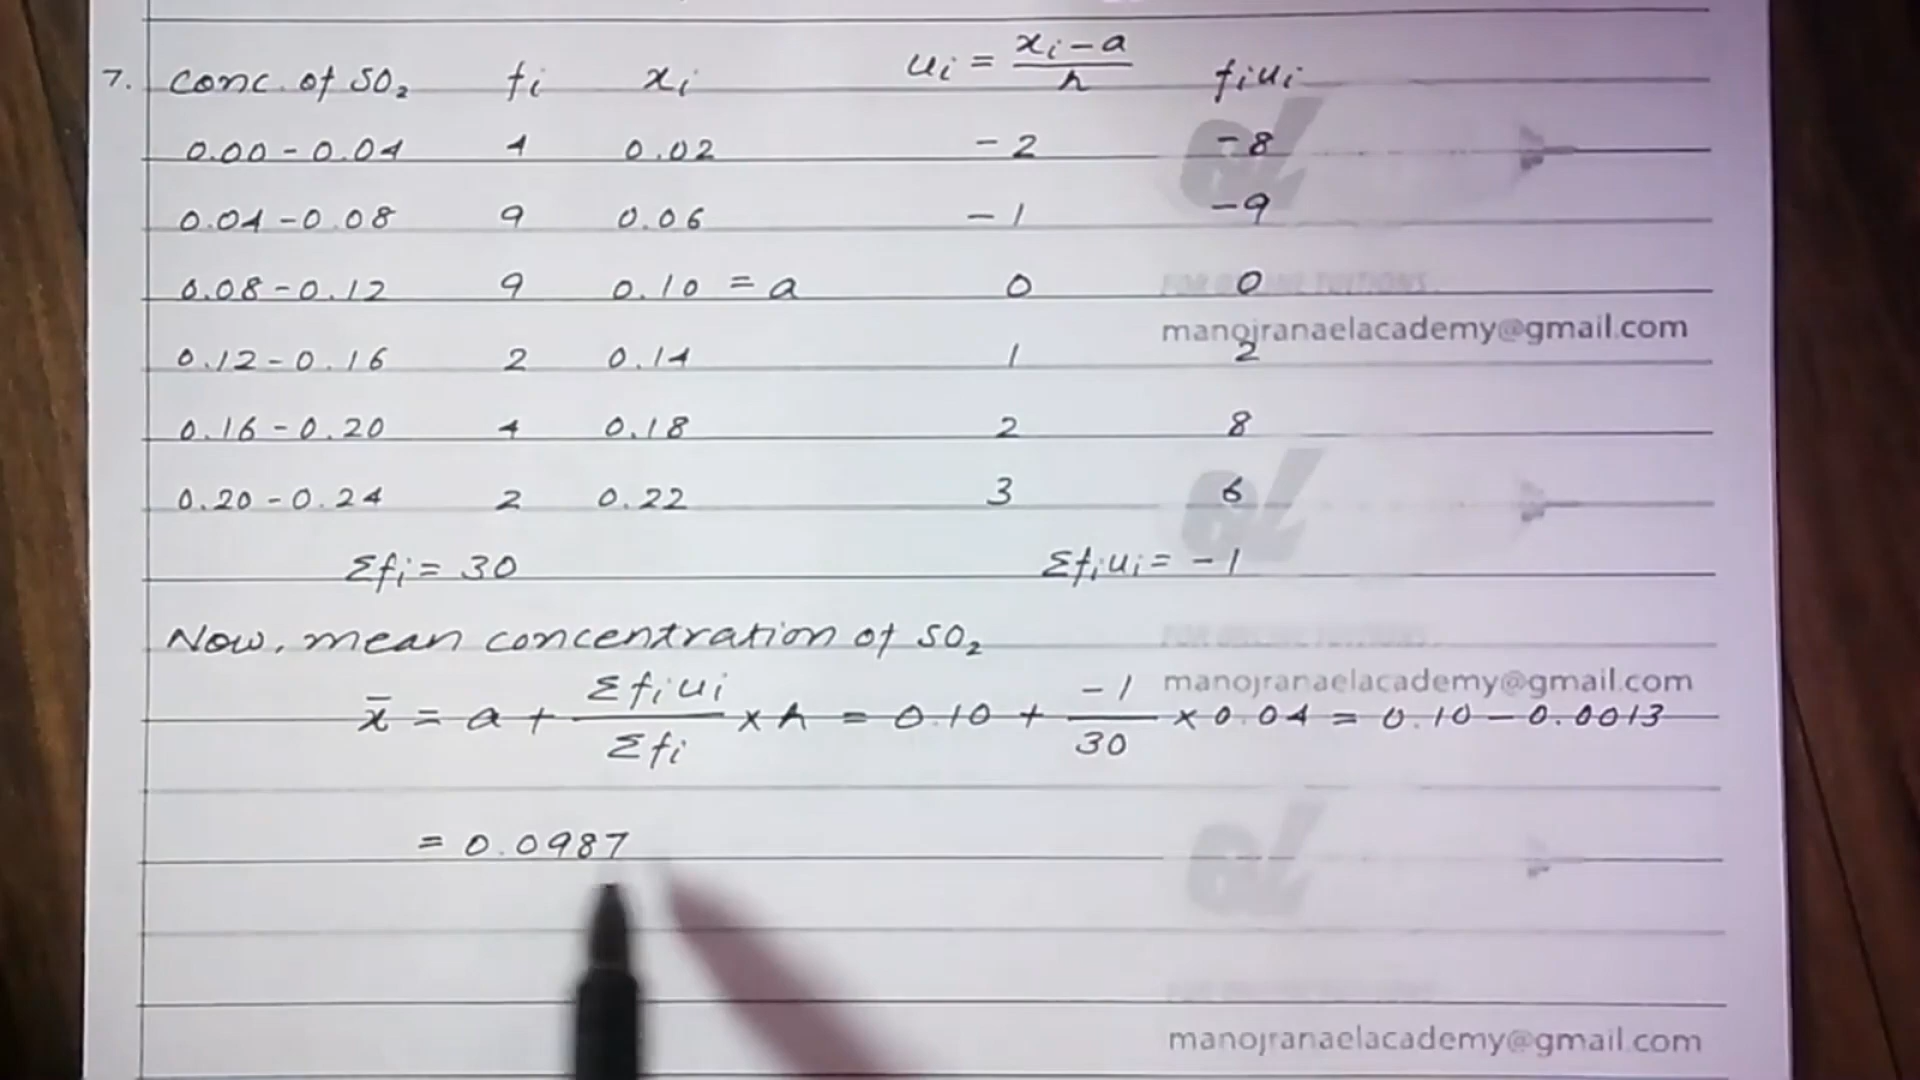 7. conc. of SO₂ fi xi ui = (xi - a)/h fiui
0.00 - 0.04 4 0.02 -2 -8
0.04 - 0.08 9 0.06 -1 -9
0.08 - 0.12 9 0.10 = a 0 0
manojranaelacademy@gmail.com
0.12 - 0.16 2 0.14 1 2
0.16 - 0.20 4 0.18 2 8
0.20 - 0.24 2 0.22 3 6
Σfi = 30 Σfiui = -1
Now, mean concentration of SO₂
manojranaelacademy@gmail.com
x̄ = a + Σfiui/Σfi × h = 0.10 + -1/30 × 0.04 = 0.10 - 0.0013
= 0.0987
manojranaelacademy@gmail.com